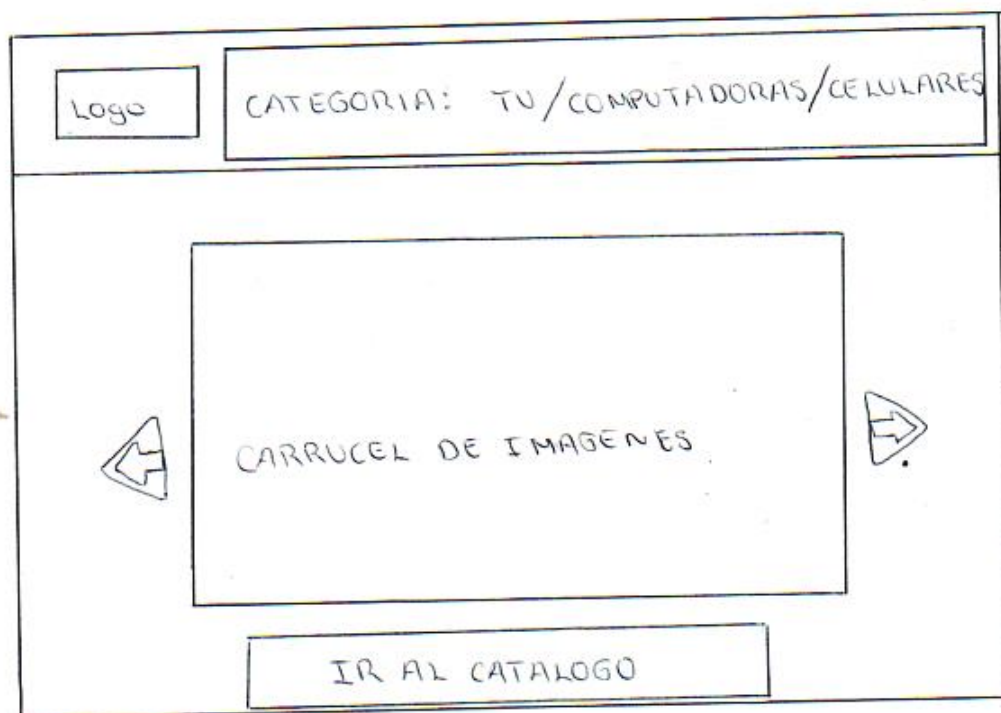 Logo
CATEGORIA: TV/COMPUTADORAS/CELULARES
CARRUCEL DE IMAGENES
IR AL CATALOGO